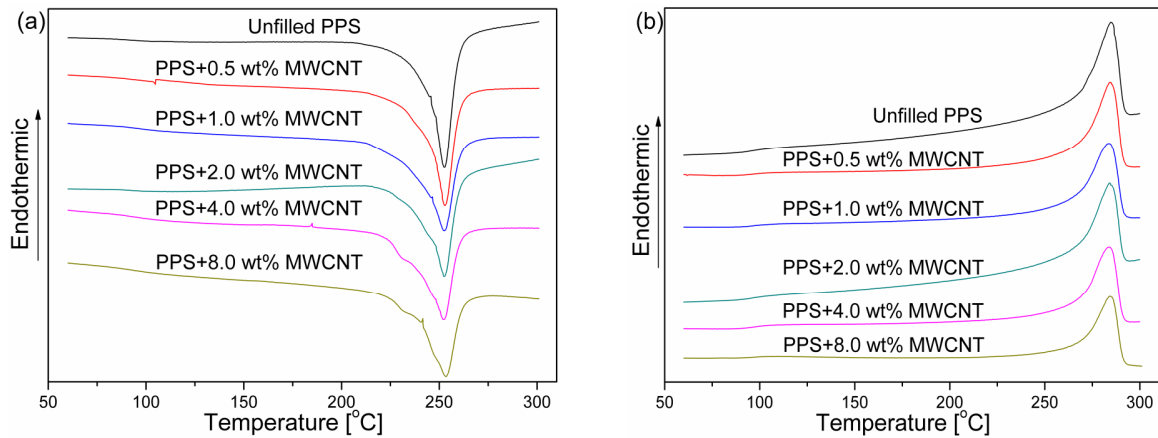 (a)
Unfilled PPS
PPS+0.5 wt% MWCNT
PPS+1.0 wt% MWCNT
PPS+2.0 wt% MWCNT
PPS+4.0 wt% MWCNT
PPS+8.0 wt% MWCNT
Endothermic
50 100 150 200 250 300
Temperature [°C]
(b)
Unfilled PPS
PPS+0.5 wt% MWCNT
PPS+1.0 wt% MWCNT
PPS+2.0 wt% MWCNT
PPS+4.0 wt% MWCNT
PPS+8.0 wt% MWCNT
Endothermic
50 100 150 200 250 300
Temperature [°C]